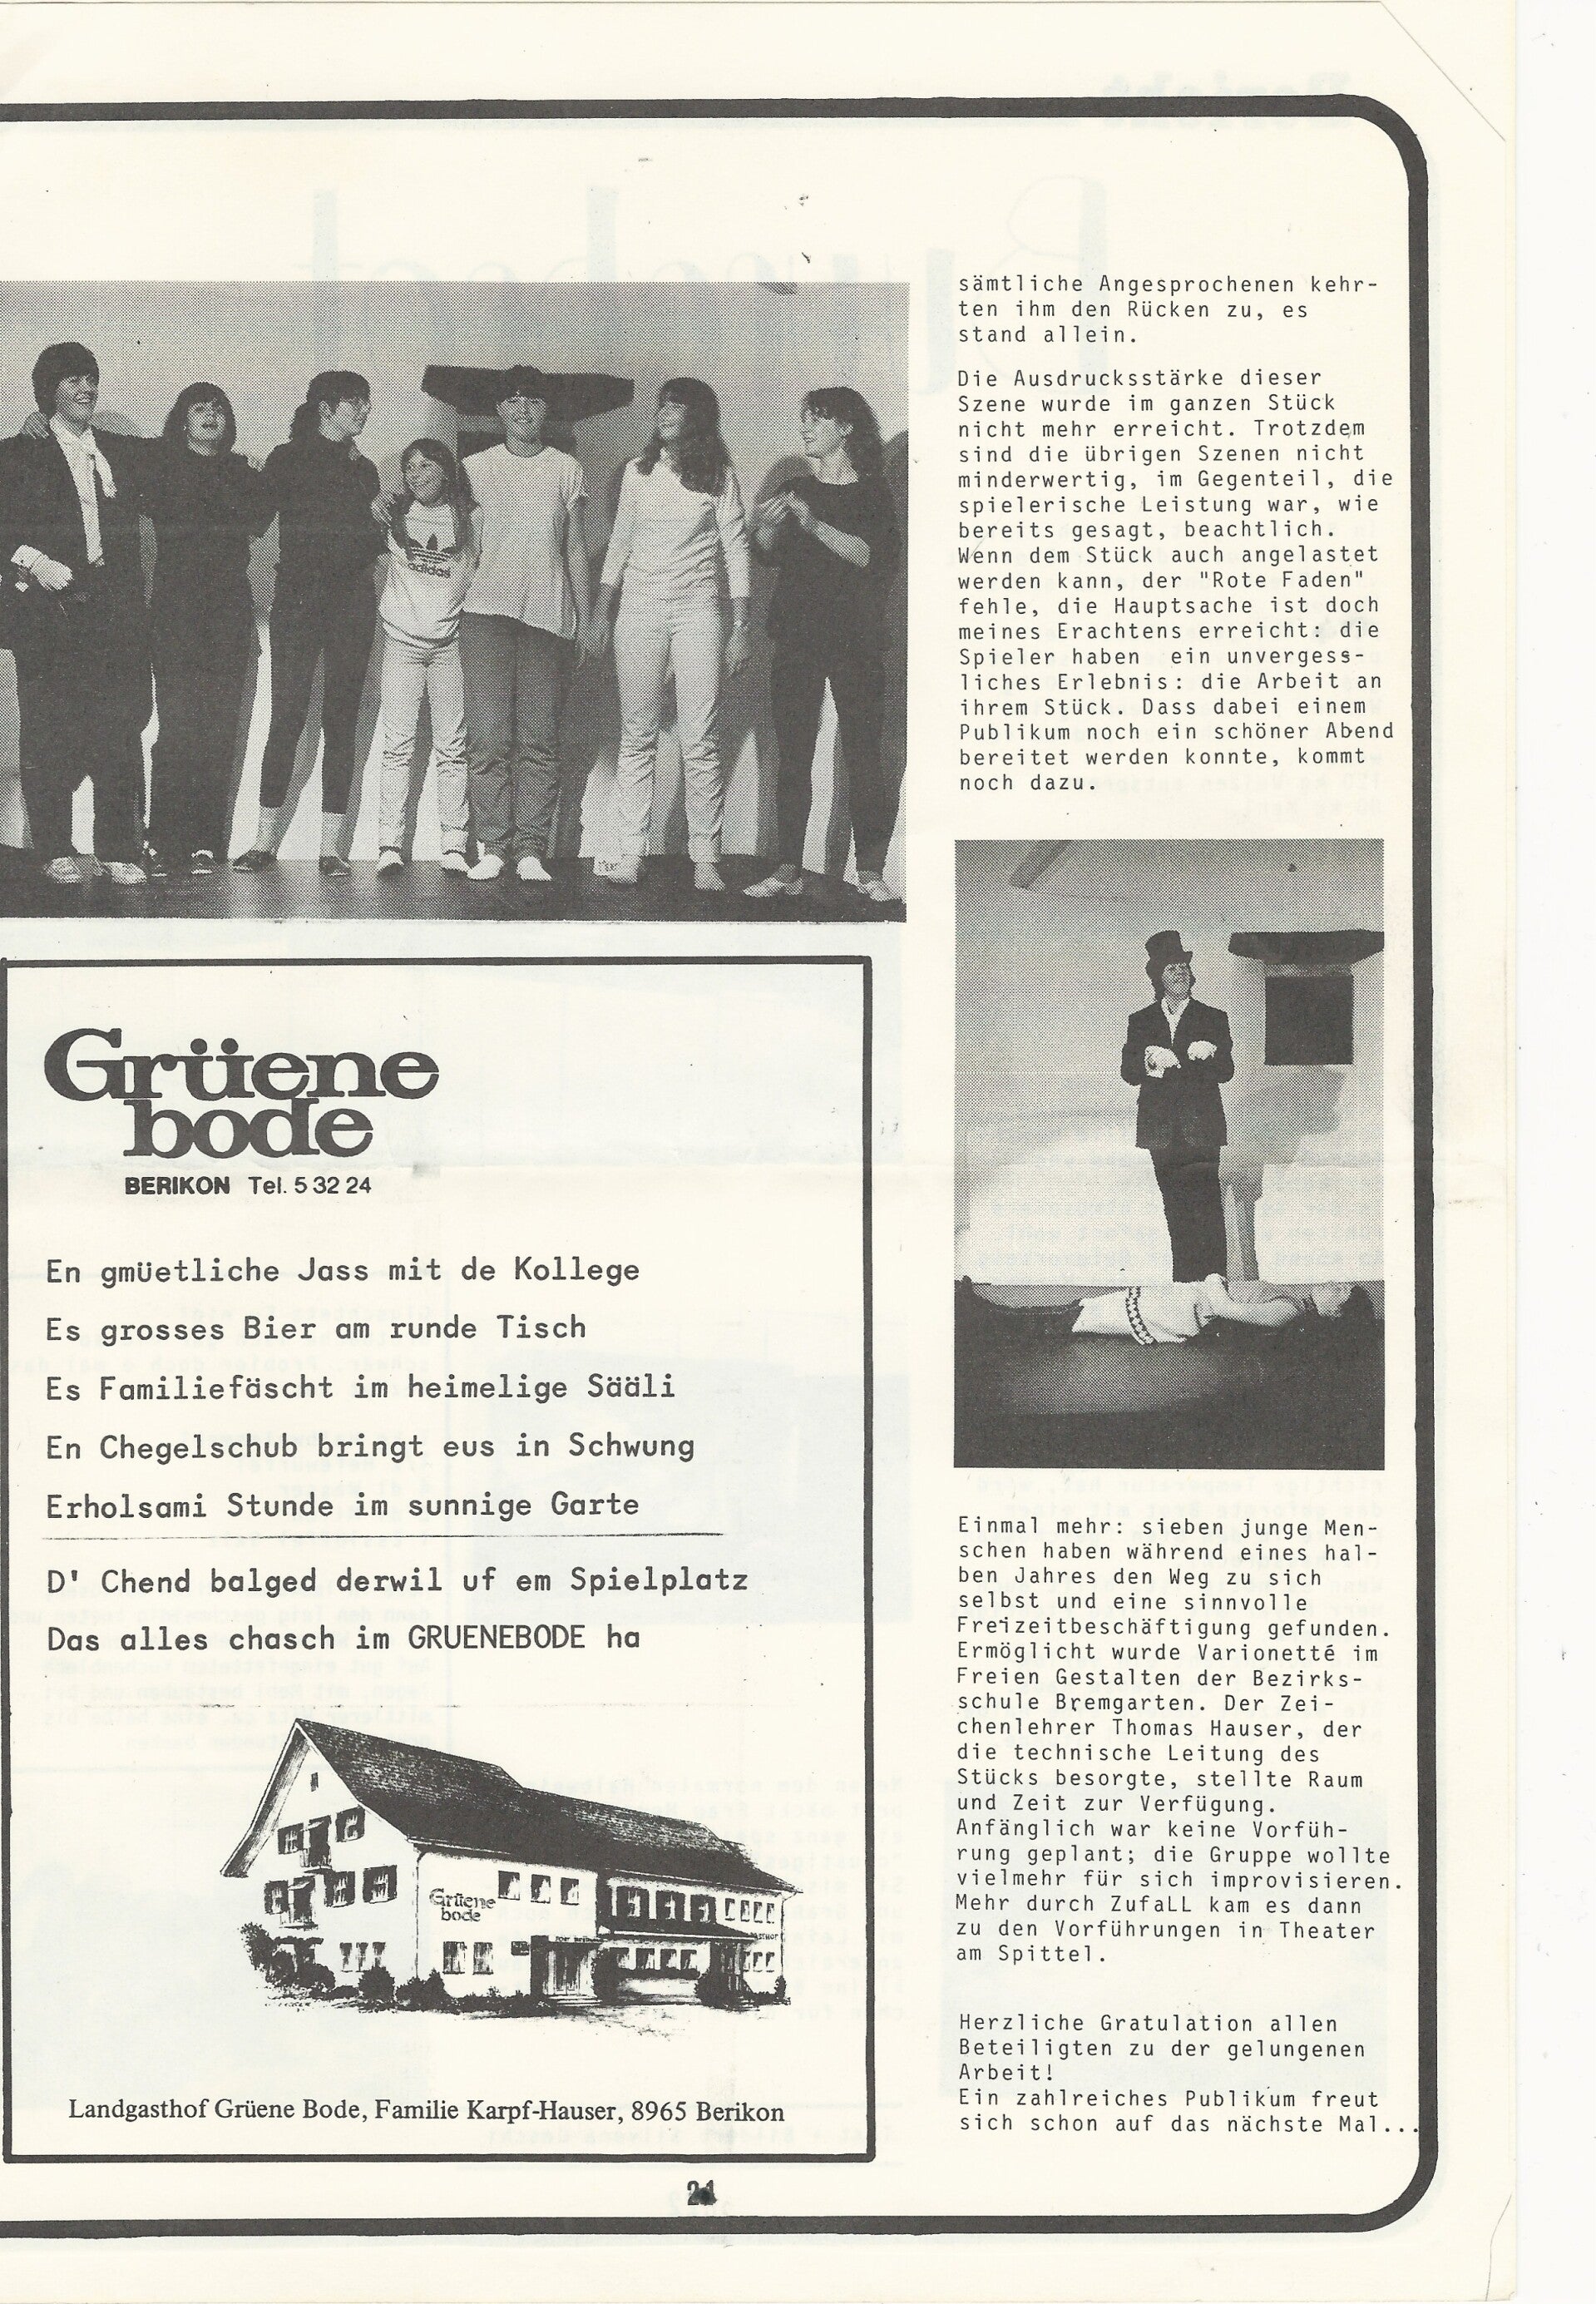 sämtliche Angesprochenen kehr-
ten ihm den Rücken zu, es
stand allein.
Die Ausdrucksstärke dieser
Szene wurde im ganzen Stück
nicht mehr erreicht. Trotzdem
sind die übrigen Szenen nicht
minderwertig, im Gegenteil, die
spielerische Leistung war, wie
bereits gesagt, beachtlich.
Wenn dem Stück auch angelastet
werden kann, der "Rote Faden"
fehle, die Hauptsache ist doch
meines Erachtens erreicht: die
Spieler haben ein unvergess-
liches Erlebnis: die Arbeit an
ihrem Stück. Dass dabei einem
Publikum noch ein schöner Abend
bereitet werden konnte, kommt
noch dazu.
adidas
Grüene
bode
BERIKON Tel. 5 32 24
En gmüetliche Jass mit de Kollege
Es grosses Bier am runde Tisch
Es Familiefäscht im heimelige Sääli
En Chegelschub bringt eus in Schwung
Erholsami Stunde im sunnige Garte
D' Chend balged derwil uf em Spielplatz
Das alles chasch im GRUENEBODE ha
Grüene
bode
Landgasthof Grüene Bode, Familie Karpf-Hauser, 8965 Berikon
Einmal mehr: sieben junge Men-
schen haben während eines hal-
ben Jahres den Weg zu sich
selbst und eine sinnvolle
Freizeitbeschäftigung gefunden.
Ermöglicht wurde Varionetté im
Freien Gestalten der Bezirks-
schule Bremgarten. Der Zei-
chenlehrer Thomas Hauser, der
die technische Leitung des
Stücks besorgte, stellte Raum
und Zeit zur Verfügung.
Anfänglich war keine Vorfüh-
rung geplant; die Gruppe wollte
vielmehr für sich improvisieren.
Mehr durch ZufaLL kam es dann
zu den Vorführungen in Theater
am Spittel.
Herzliche Gratulation allen
Beteiligten zu der gelungenen
Arbeit!
Ein zahlreiches Publikum freut
sich schon auf das nächste Mal...
21